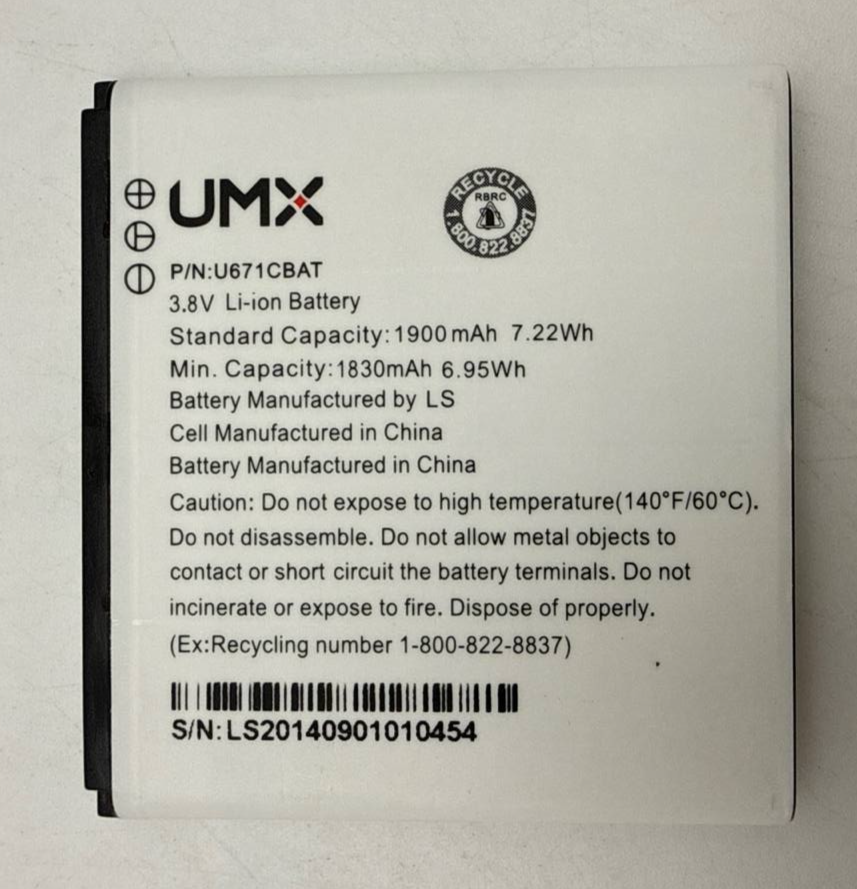 UMX
RECYCLE
RBRC
1.800.822.8837
P/N:U671CBAT
3.8V Li-ion Battery
Standard Capacity:1900mAh 7.22Wh
Min. Capacity:1830mAh 6.95Wh
Battery Manufactured by LS
Cell Manufactured in China
Battery Manufactured in China
Caution: Do not expose to high temperature(140°F/60°C).
Do not disassemble. Do not allow metal objects to
contact or short circuit the battery terminals. Do not
incinerate or expose to fire. Dispose of properly.
(Ex:Recycling number 1-800-822-8837)
S/N:LS20140901010454